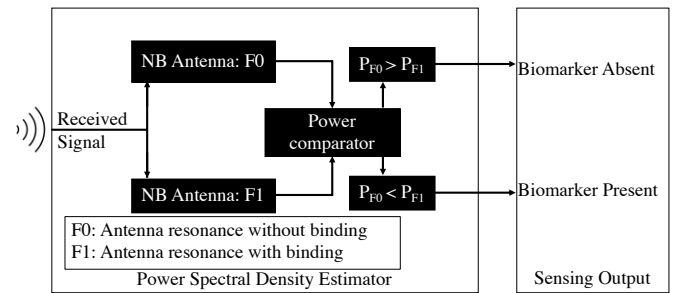 NB Antenna: F0
P_F0 > P_F1
Biomarker Absent
Received
Signal
Power
comparator
NB Antenna: F1
P_F0 < P_F1
Biomarker Present
F0: Antenna resonance without binding
F1: Antenna resonance with binding
Power Spectral Density Estimator
Sensing Output